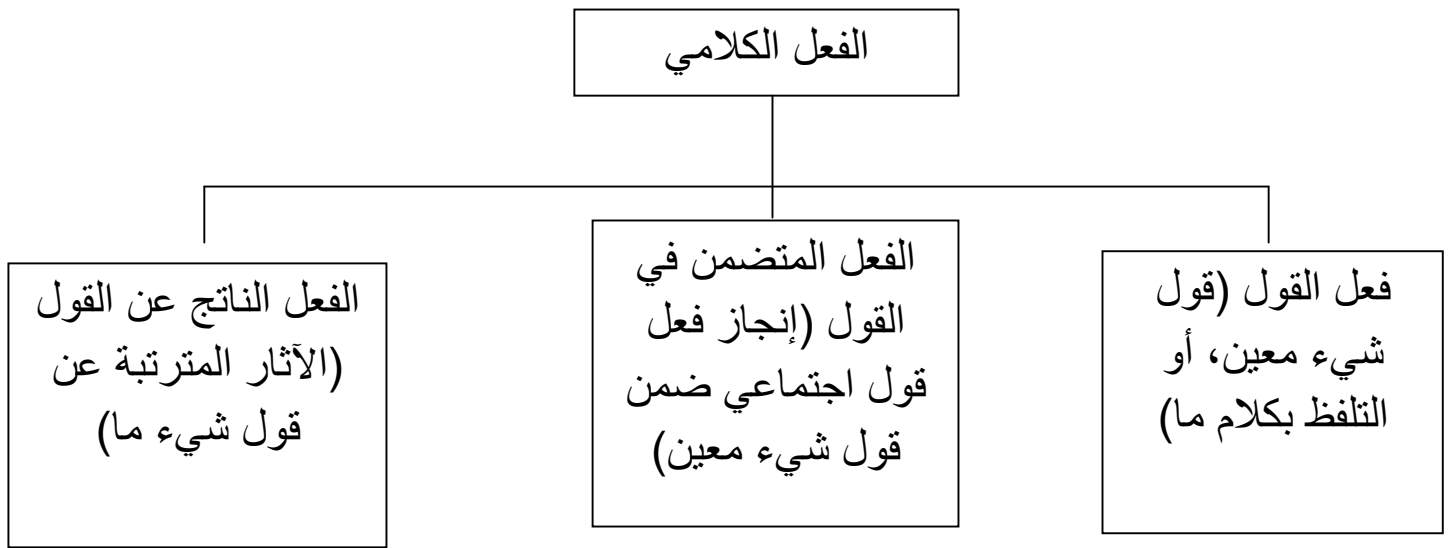 الفعل الكلامي
فعل القول (قول
شيء معين، أو
التلفظ بكلام ما)
الفعل المتضمن في
القول (إنجاز فعل
قول اجتماعي ضمن
قول شيء معين)
الفعل الناتج عن القول
(الآثار المترتبة عن
قول شيء ما)